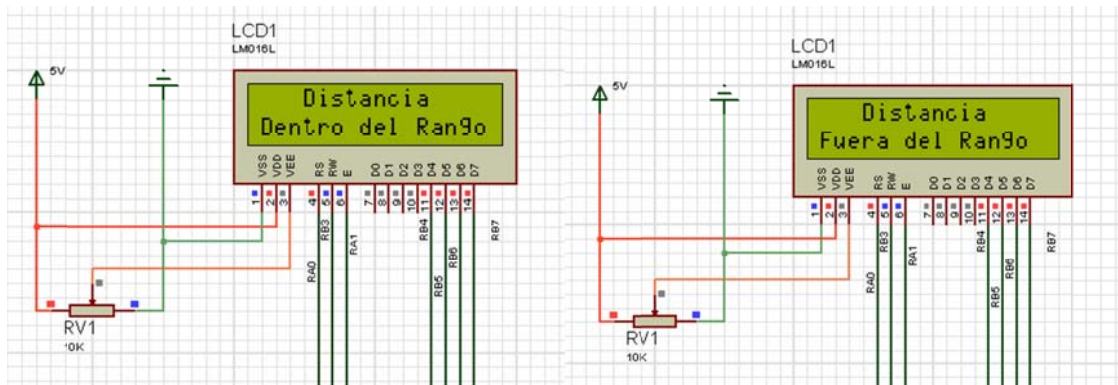 LCD1
LM016L
5V
Distancia
Dentro del Rango
VSS
VDD
VEE
RS
RW
E
D0
D1
D2
D3
D4
D5
D6
D7
1
2
3
4
5
6
7
8
9
10
11
12
13
14
RA0
RB3
RA1
RB4
RB5
RB6
RB7
RV1
10K
LCD1
LM016L
5V
Distancia
Fuera del Rango
VSS
VDD
VEE
RS
RW
E
D0
D1
D2
D3
D4
D5
D6
D7
1
2
3
4
5
6
7
8
9
10
11
12
13
14
RA0
RB3
RA1
RB4
RB5
RB6
RB7
RV1
10K